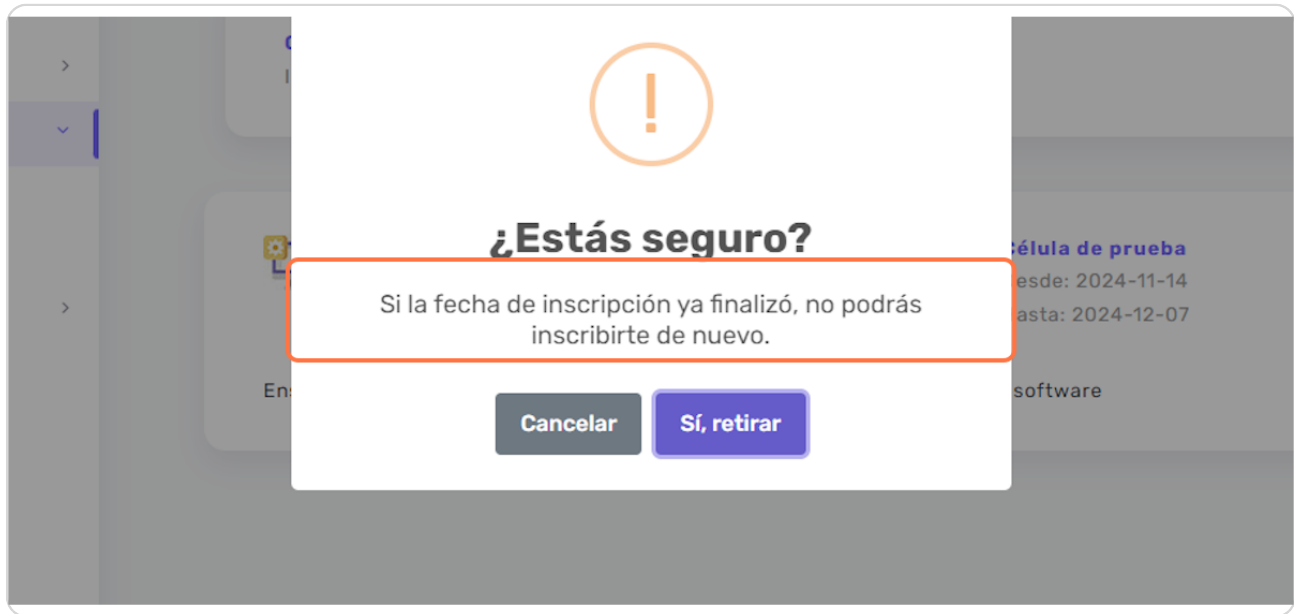 ¿Estás seguro?
Si la fecha de inscripción ya finalizó, no podrás
inscribirte de nuevo.
Cancelar
Sí, retirar
Célula de prueba
esde: 2024-11-14
asta: 2024-12-07
software